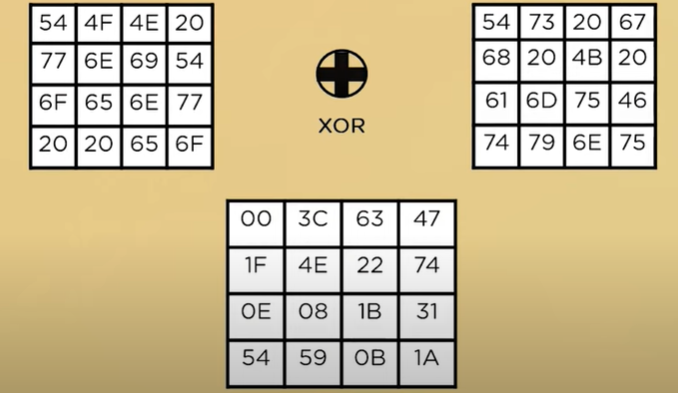 54 4F 4E 20
77 6E 69 54
6F 65 6E 77
20 20 65 6F
XOR
54 73 20 67
68 20 4B 20
61 6D 75 46
74 79 6E 75
00 3C 63 47
1F 4E 22 74
0E 08 1B 31
54 59 0B 1A